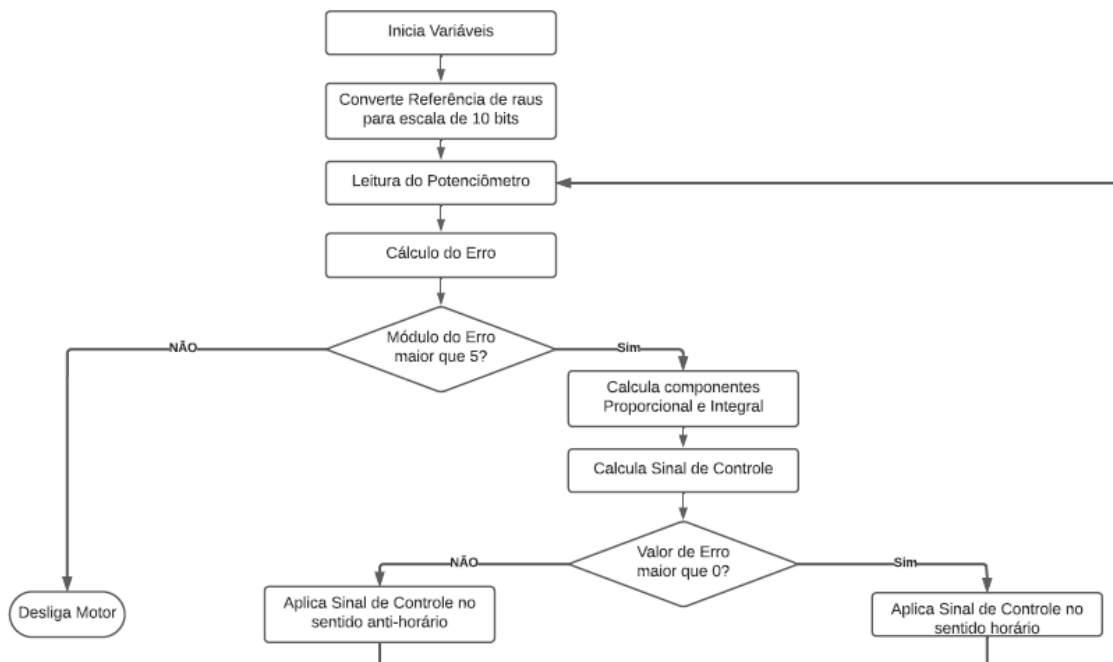 Inicia Variáveis
Converte Referência de raus
para escala de 10 bits
Leitura do Potenciômetro
Cálculo do Erro
Módulo do Erro
maior que 5?
NÃO
Sim
Calcula componentes
Proporcional e Integral
Calcula Sinal de Controle
Valor de Erro
maior que 0?
NÃO
Sim
Desliga Motor
Aplica Sinal de Controle no
sentido anti-horário
Aplica Sinal de Controle no
sentido horário